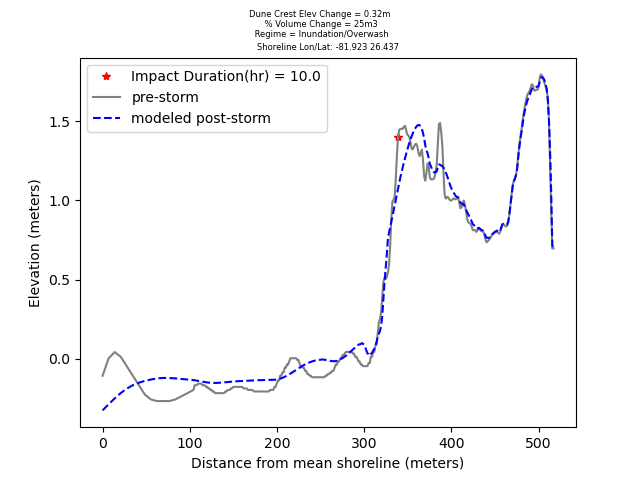 Dune Crest Elev Change = 0.32m
% Volume Change = 25m3
Regime = Inundation/Overwash
Shoreline Lon/Lat: -81.923 26.437
Impact Duration(hr) = 10.0
pre-storm
modeled post-storm
Elevation (meters)
1.5
1.0
0.5
0.0
0 100 200 300 400 500
Distance from mean shoreline (meters)